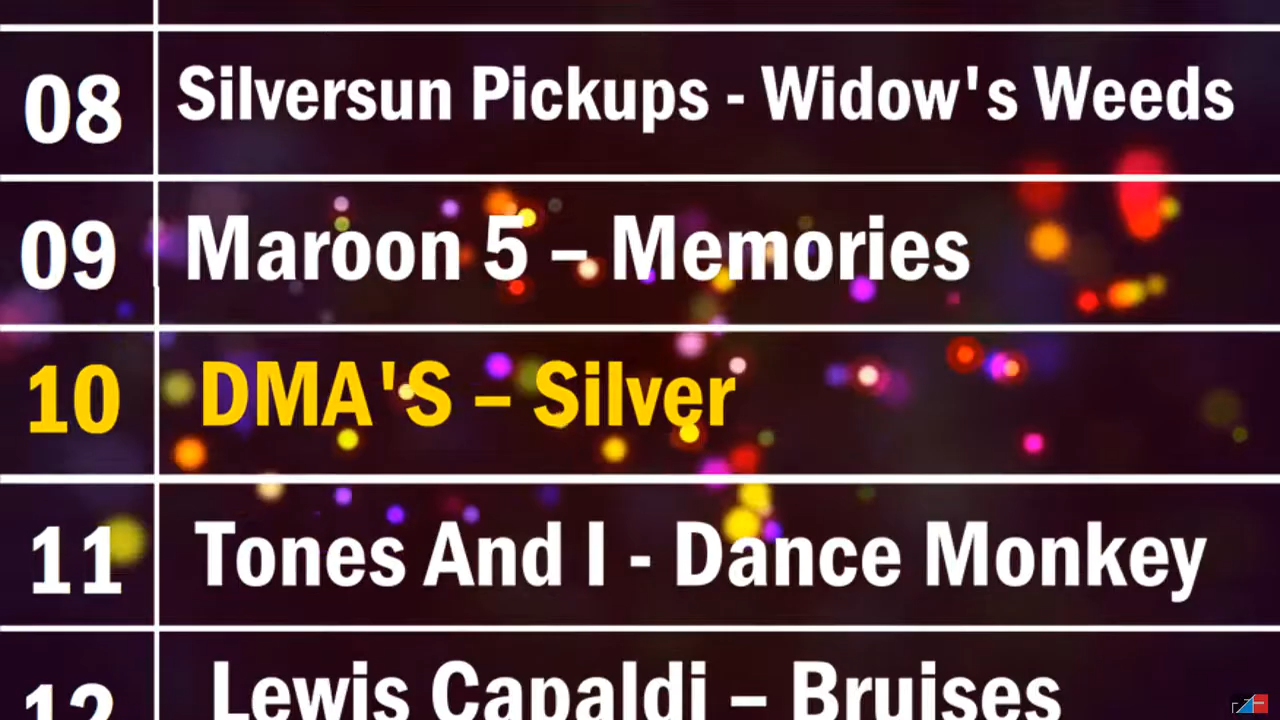 08 Silversun Pickups - Widow's Weeds
09 Maroon 5 – Memories
10 DMA'S – Silver
11 Tones And I - Dance Monkey
12 Lewis Capaldi – Bruises